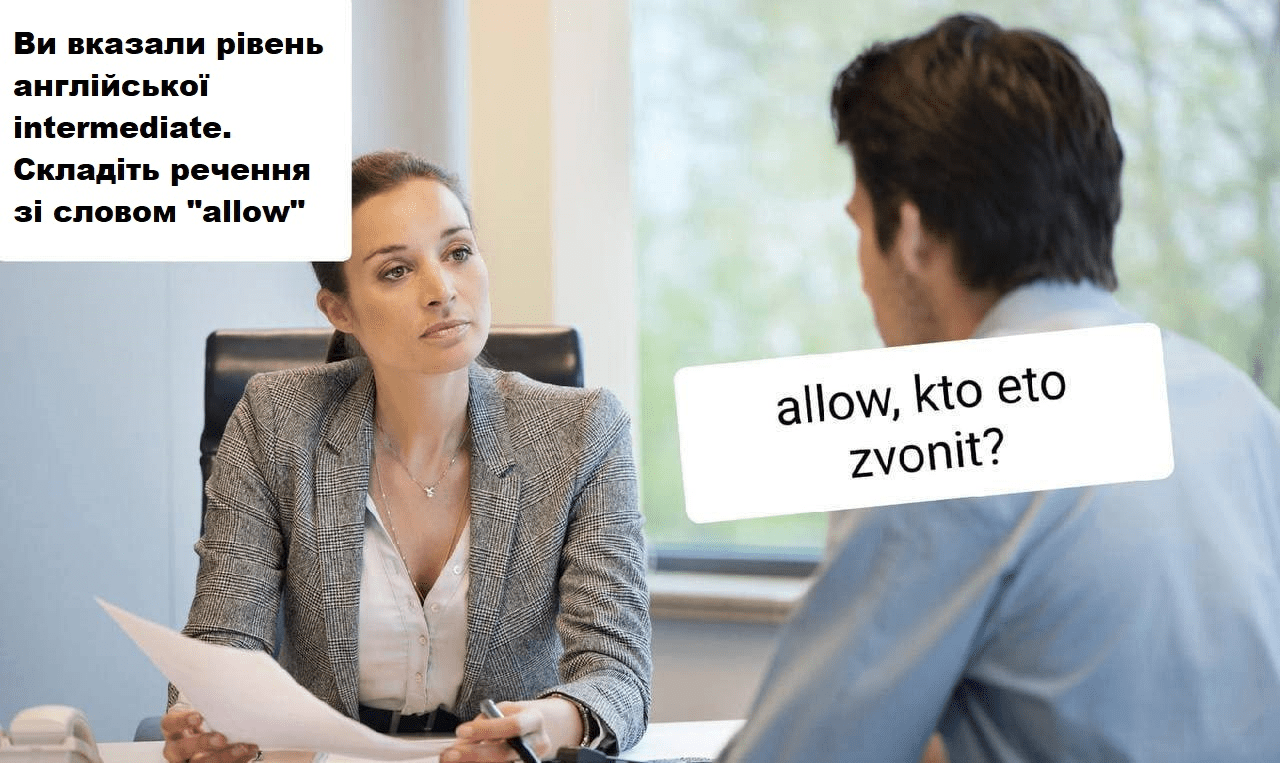 Ви вказали рівень
англійської
intermediate.
Складіть речення
зі словом "allow"
allow, kto eto
zvonit?